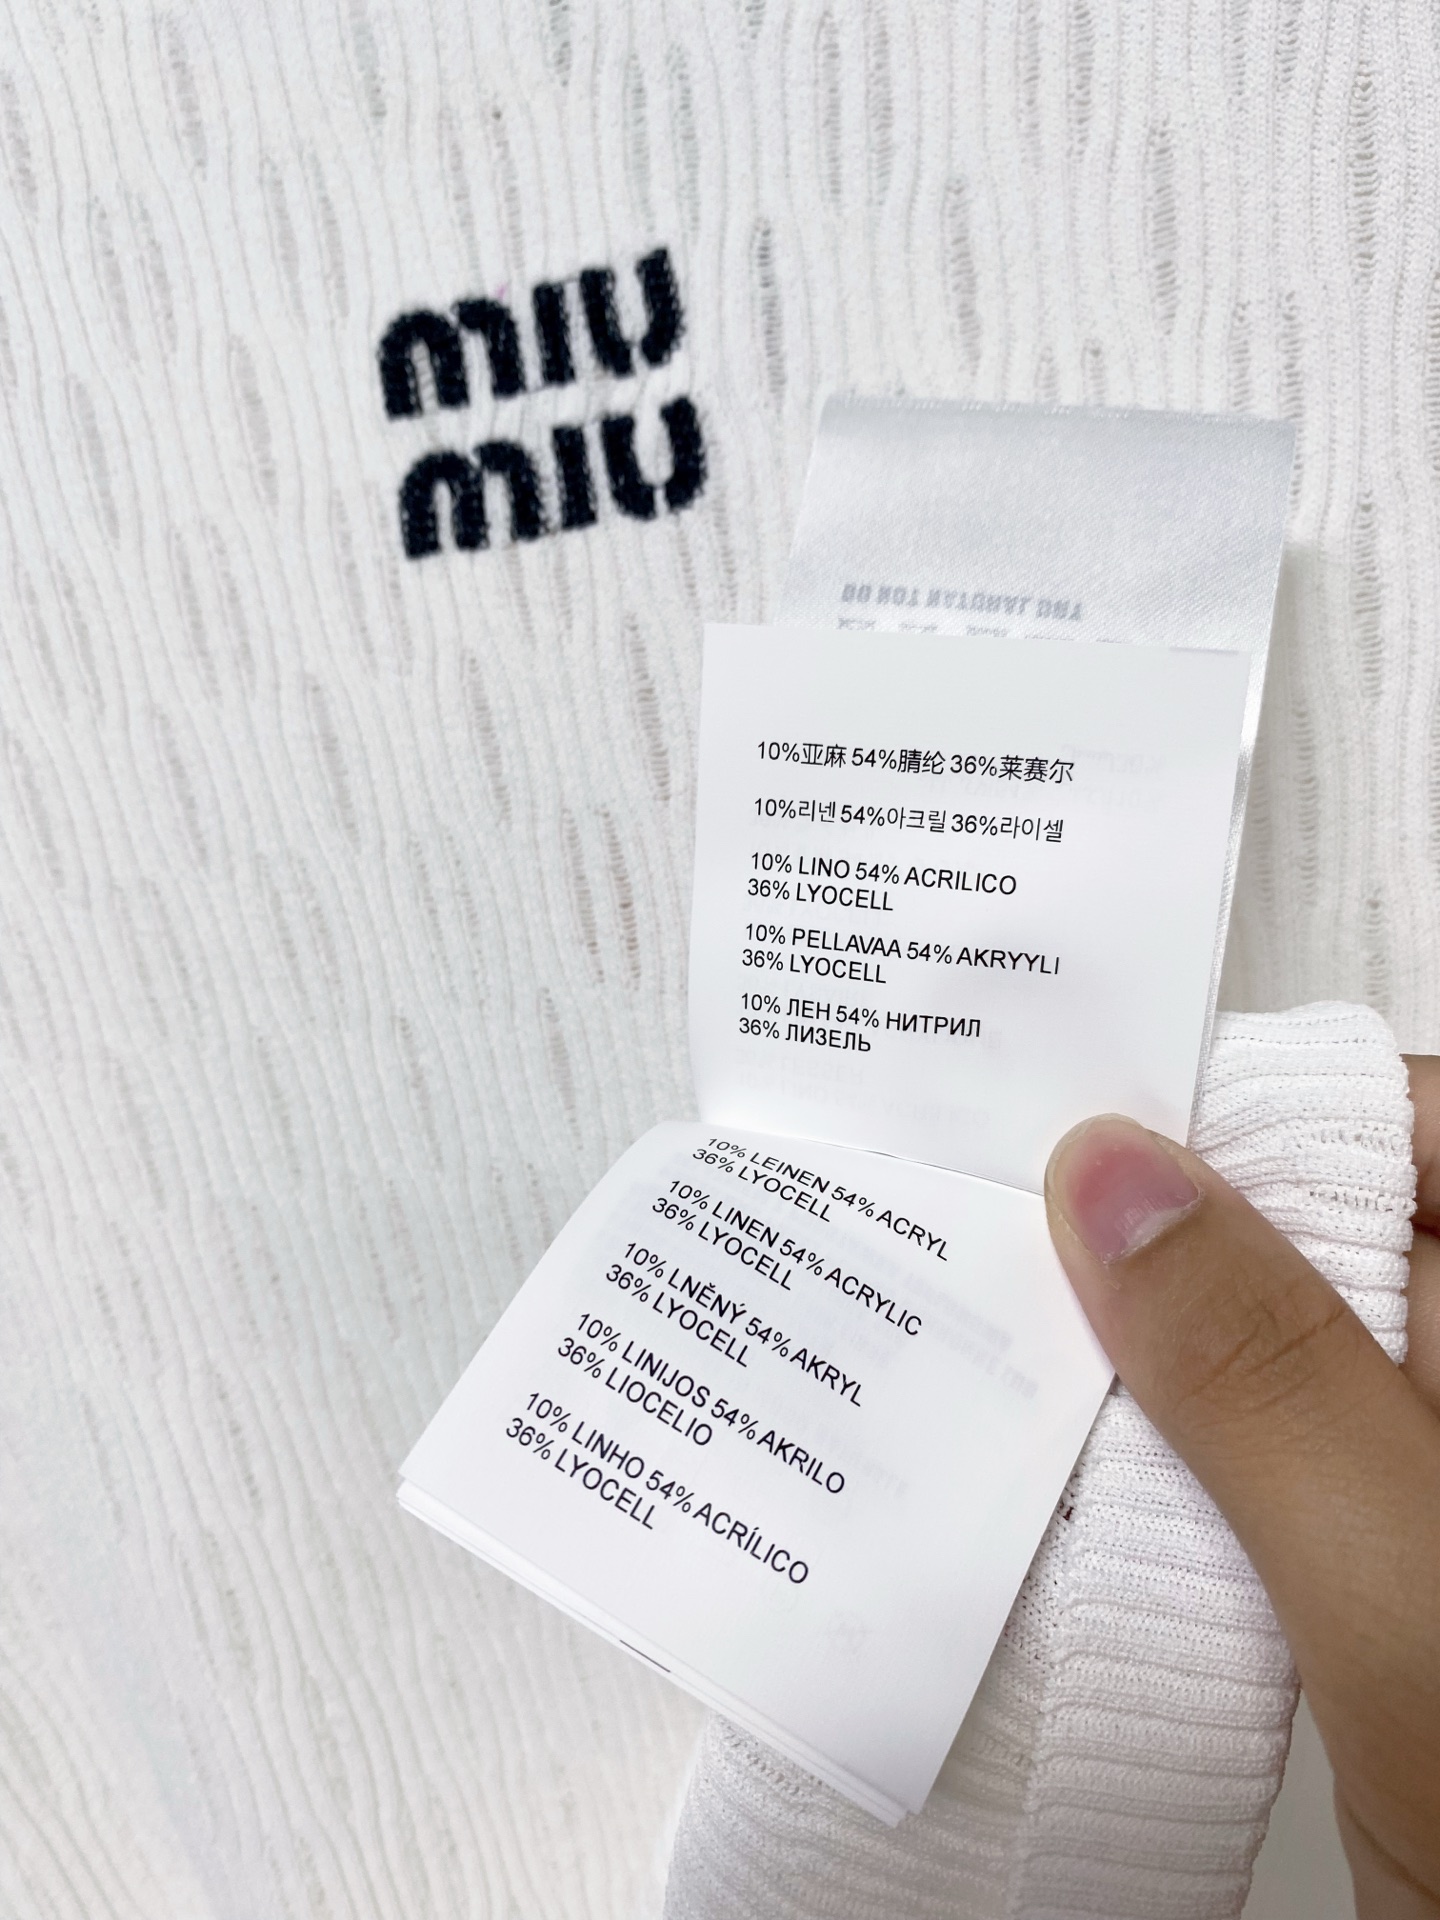 MIU
MIU
10%亚麻 54%腈纶 36%莱赛尔
10%리넨 54%아크릴 36%라이셀
10% LINO 54% ACRILICO
36% LYOCELL
10% PELLAVAA 54% AKRYYLI
36% LYOCELL
10% ЛЕН 54% НИТРИЛ
36% ЛИЗЕЛЬ
10% LEINEN 54% ACRYL
36% LYOCELL
10% LINEN 54% ACRYLIC
36% LYOCELL
10% LNĚNÝ 54% AKRYL
36% LYOCELL
10% LINIJOS 54% AKRILO
36% LIOCELIO
10% LINHO 54% ACRÍLICO
36% LYOCELL